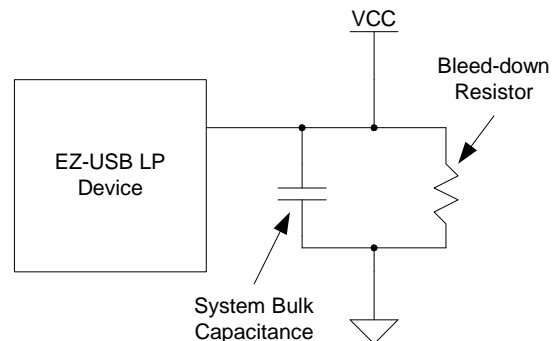 VCC
Bleed-down
Resistor
EZ-USB LP
Device
System Bulk
Capacitance